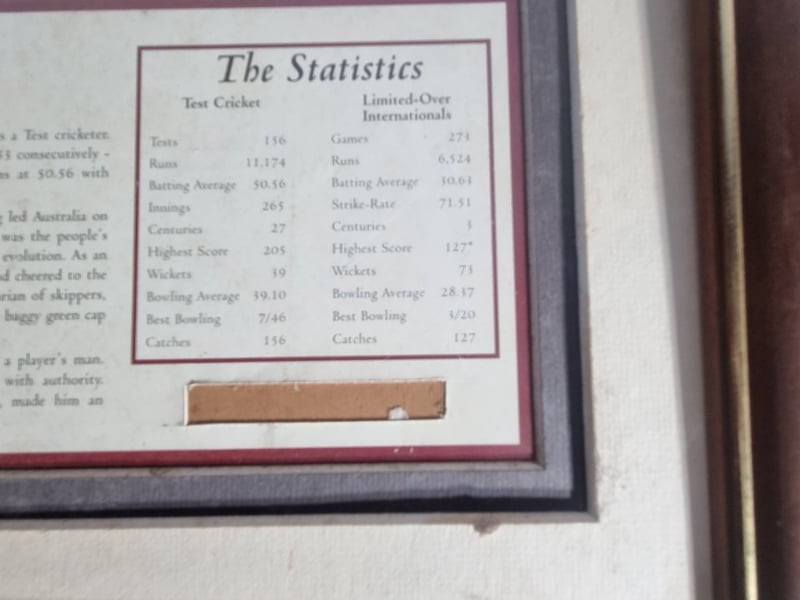 s a Test cricketer.
53 consecutively -
ns at 50.56 with
g led Australia on
was the people's
evolution. As an
d cheered to the
arian of skippers,
baggy green cap
a player's man.
with authority.
made him an
The Statistics
Test Cricket
Tests 156
Runs 11,174
Batting Average 50.56
Innings 265
Centuries 27
Highest Score 205
Wickets 39
Bowling Average 39.10
Best Bowling 7/46
Catches 156
Limited-Over
Internationals
Games 273
Runs 6,524
Batting Average 30.63
Strike-Rate 71.51
Centuries 3
Highest Score 127*
Wickets 73
Bowling Average 28.37
Best Bowling 3/20
Catches 127